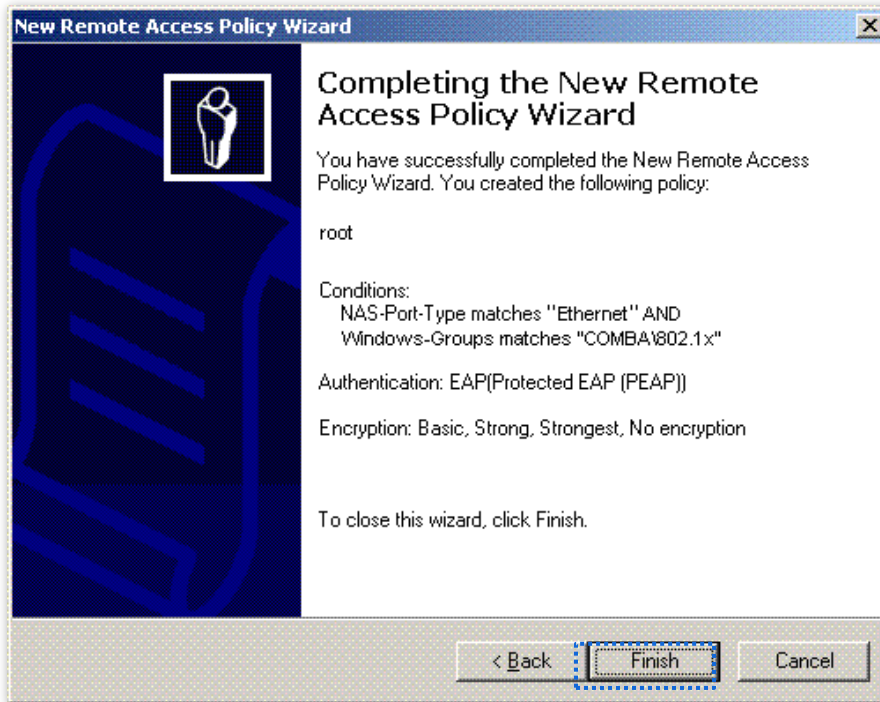 New Remote Access Policy Wizard
Completing the New Remote
Access Policy Wizard
You have successfully completed the New Remote Access
Policy Wizard. You created the following policy:
root
Conditions:
NAS-Port-Type matches "Ethernet" AND
Windows-Groups matches "COMBA\802.1x"
Authentication: EAP(Protected EAP (PEAP))
Encryption: Basic, Strong, Strongest, No encryption
To close this wizard, click Finish.
< Back Finish Cancel